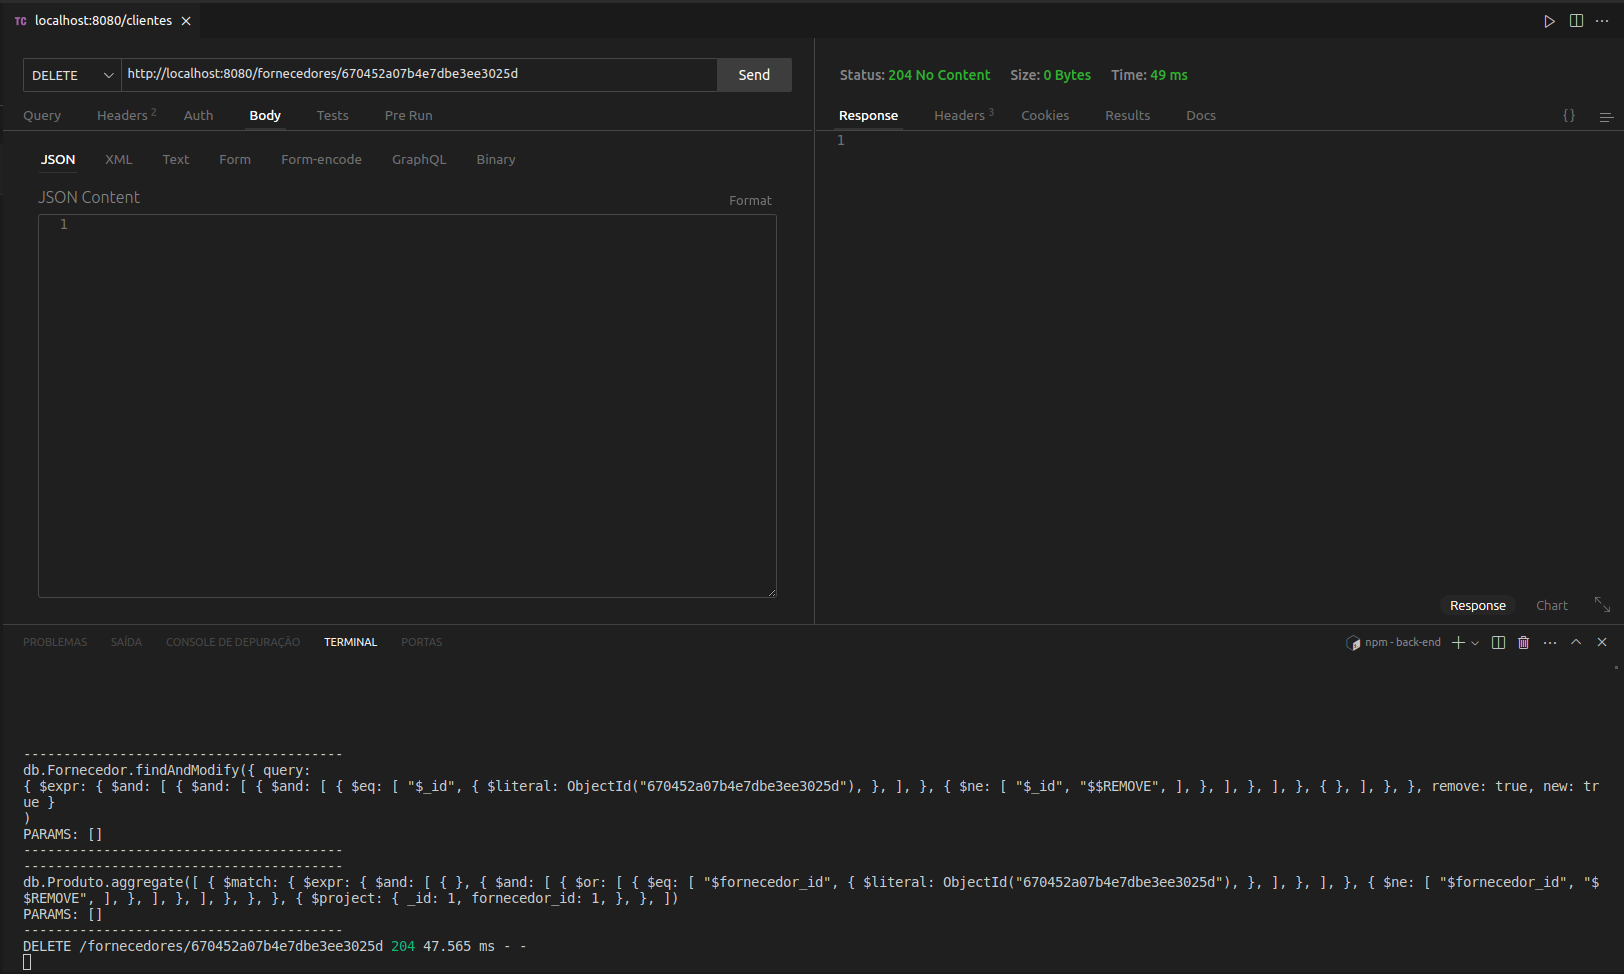 TC localhost:8080/clientes
DELETE http://localhost:8080/fornecedores/670452a07b4e7dbe3ee3025d Send
Query Headers 2 Auth Body Tests Pre Run
JSON XML Text Form Form-encode GraphQL Binary
JSON Content
Format
1
Status: 204 No Content Size: 0 Bytes Time: 49 ms
Response Headers 3 Cookies Results Docs {}
1
Response Chart
PROBLEMAS SAÍDA CONSOLE DE DEPURAÇÃO TERMINAL PORTAS npm - back-end
----------------------------------------
db.Fornecedor.findAndModify({ query:
{ $expr: { $and: [ { $and: [ { $and: [ { $eq: [ "$_id", { $literal: ObjectId("670452a07b4e7dbe3ee3025d"), }, ], }, { $ne: [ "$_id", "$$REMOVE", ], }, ], }, ], }, { }, ], }, }, remove: true, new: tr
ue }
)
PARAMS: []
----------------------------------------
----------------------------------------
db.Produto.aggregate([ { $match: { $expr: { $and: [ { }, { $and: [ { $or: [ { $eq: [ "$fornecedor_id", { $literal: ObjectId("670452a07b4e7dbe3ee3025d"), }, ], }, ], }, { $ne: [ "$fornecedor_id", "$
$REMOVE", ], }, ], }, ], }, }, }, { $project: { _id: 1, fornecedor_id: 1, }, }, ])
PARAMS: []
----------------------------------------
DELETE /fornecedores/670452a07b4e7dbe3ee3025d 204 47.565 ms - -